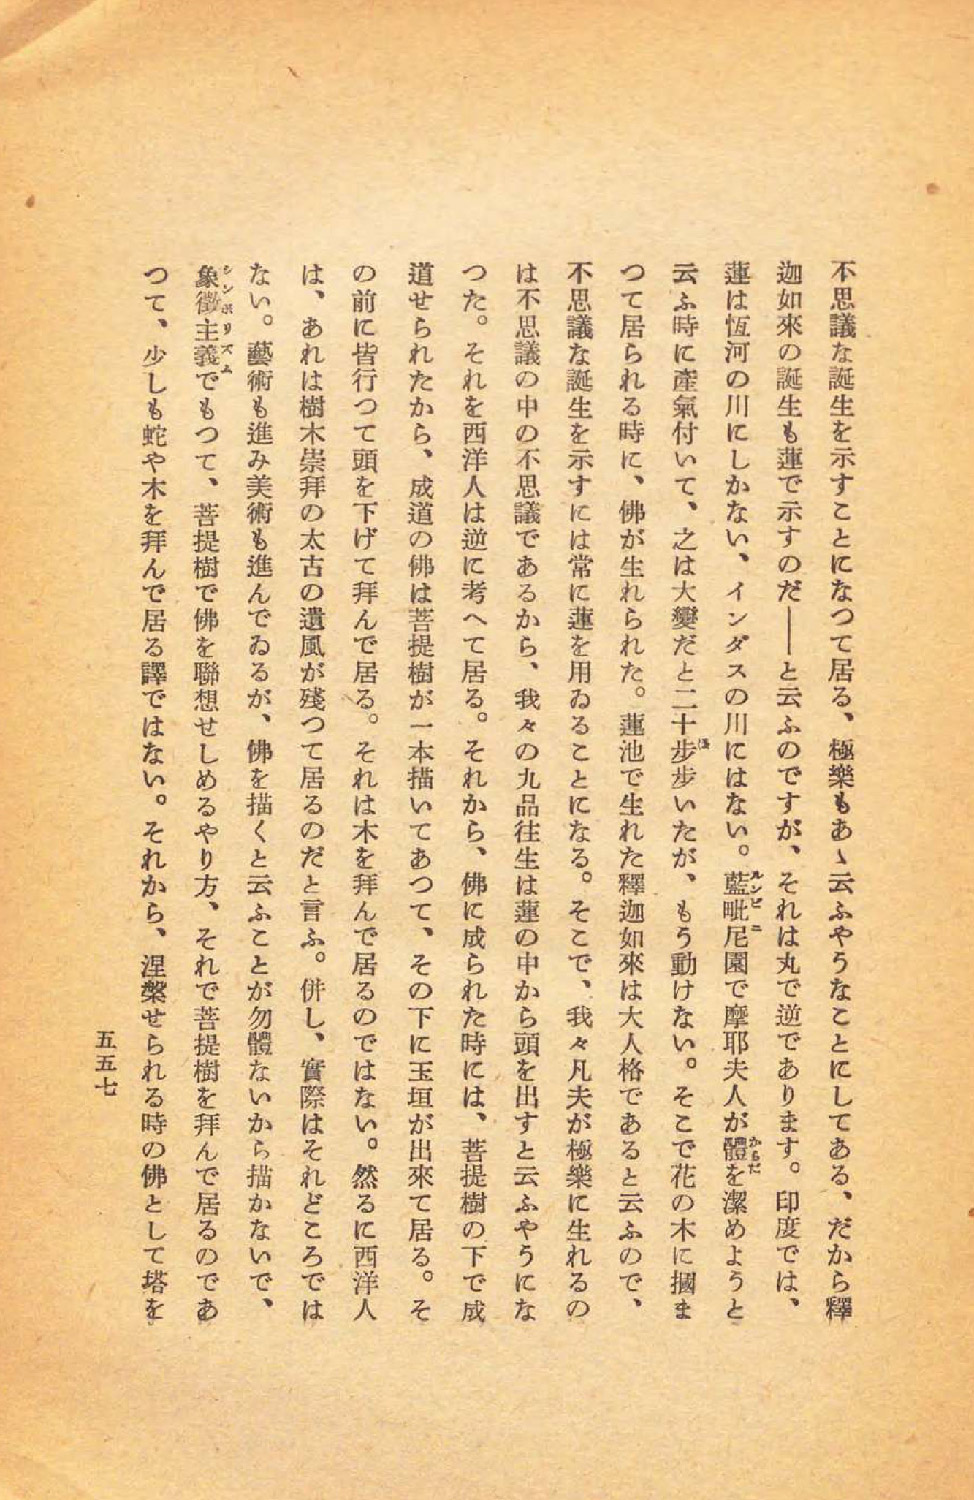 不思議な誕生を示すことになつて居る、極樂もあゝ云ふやうなことにしてある、だから釋
迦如來の誕生も蓮で示すのだ――と云ふのですが、それは丸で逆であります。印度では、
蓮は恆河の川にしかない、インダスの川にはない。藍毗尼園で摩耶夫人が體を潔めようと
云ふ時に產氣付いて、之は大變だと二十步步いたが、もう動けない。そこで花の木に摑ま
つて居られる時に、佛が生れられた。蓮池で生れた釋迦如來は大人格であると云ふので、
不思議な誕生を示すには常に蓮を用ゐることになる。そこで、我々凡夫が極樂に生れるの
は不思議の中の不思議であるから、我々の九品往生は蓮の中から頭を出すと云ふやうにな
つた。それを西洋人は逆に考へて居る。それから、佛に成られた時には、菩提樹の下で成
道せられたから、成道の佛は菩提樹が一本描いてあつて、その下に玉垣が出來て居る。そ
の前に皆行つて頭を下げて拜んで居る。それは木を拜んで居るのではない。然るに西洋人
は、あれは樹木崇拜の太古の遺風が殘つて居るのだと言ふ。併し、實際はそれどころでは
ない。藝術も進み美術も進んでゐるが、佛を描くと云ふことが勿體ないから描かないで、
象徵主義でもつて、菩提樹で佛を聯想せしめるやり方、それで菩提樹を拜んで居るのであ
つて、少しも蛇や木を拜んで居る譯ではない。それから、涅槃せられる時の佛として塔を
五五七